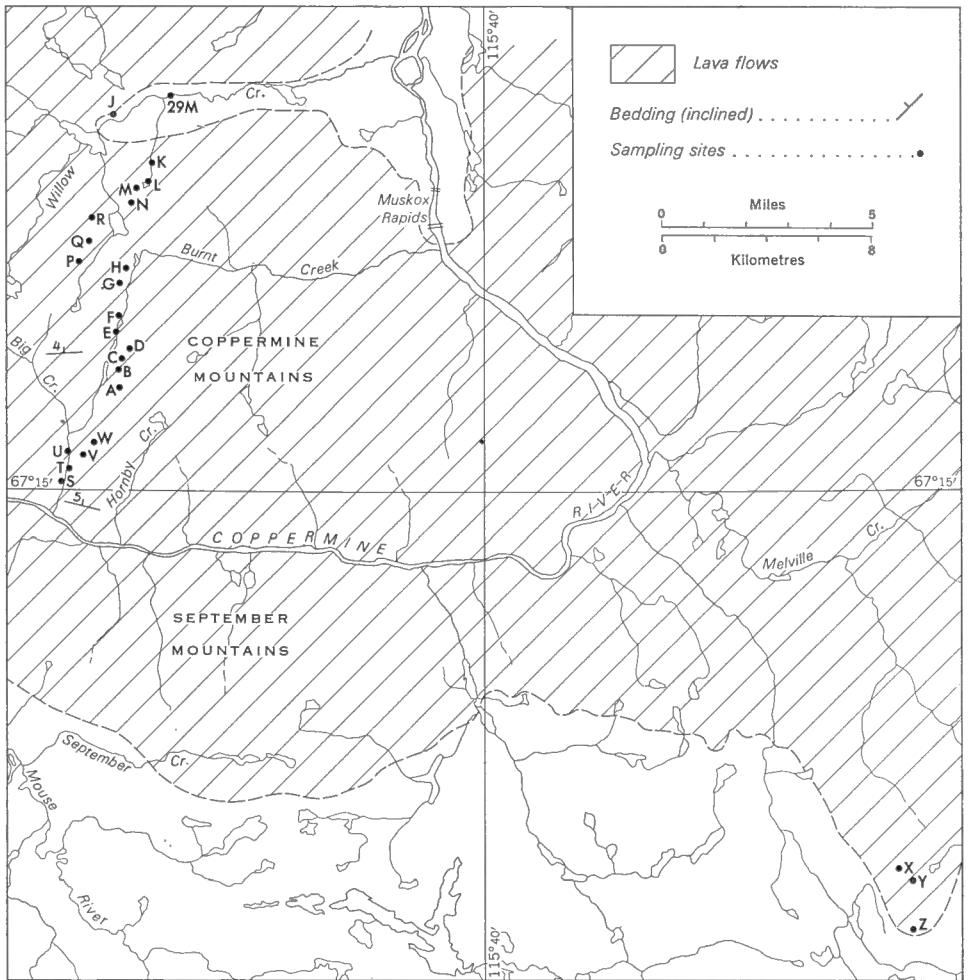 115°40'
Lava flows
Bedding (inclined) . . . . . . . . . . . .
Sampling sites . . . . . . . . . . . . . . . .
Miles
0 5
0 8
Kilometres
J
29M
Cr.
K
L
M
N
Willow
R
Q
P
Muskox
Rapids
Burnt
Creek
H
G
F
E
D
C
B
A
4
Big
Cr.
COPPERMINE
MOUNTAINS
W
U
V
T
S
Hornby
Cr.
67°15'
67°15'
5
COPPERMINE
RIVER
Melville
Cr.
SEPTEMBER
MOUNTAINS
September
Cr.
Mouse
River
X
Y
Z
115°40'